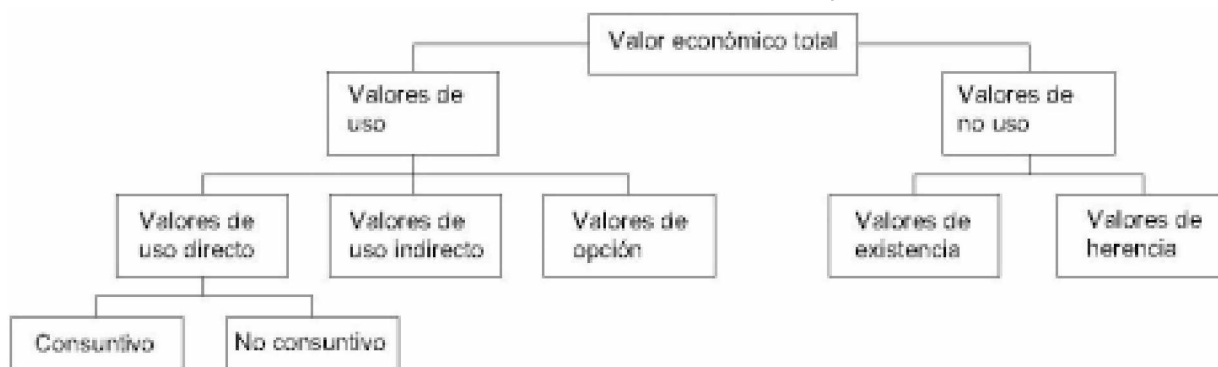 Valor económico total
Valores de
uso
Valores de
no uso
Valores de
uso directo
Valores de
uso indirecto
Valores de
opción
Valores de
existencia
Valores de
herencia
Consuntivo
No consuntivo